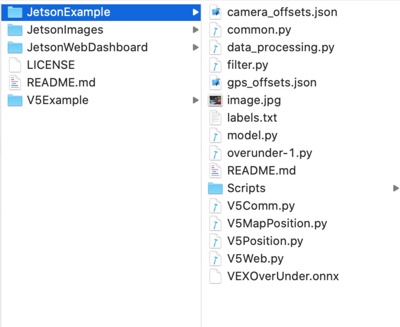 JetsonExample
JetsonImages
JetsonWebDashboard
LICENSE
README.md
V5Example
camera_offsets.json
common.py
data_processing.py
filter.py
gps_offsets.json
image.jpg
labels.txt
model.py
overunder-1.py
README.md
Scripts
V5Comm.py
V5MapPosition.py
V5Position.py
V5Web.py
VEXOverUnder.onnx